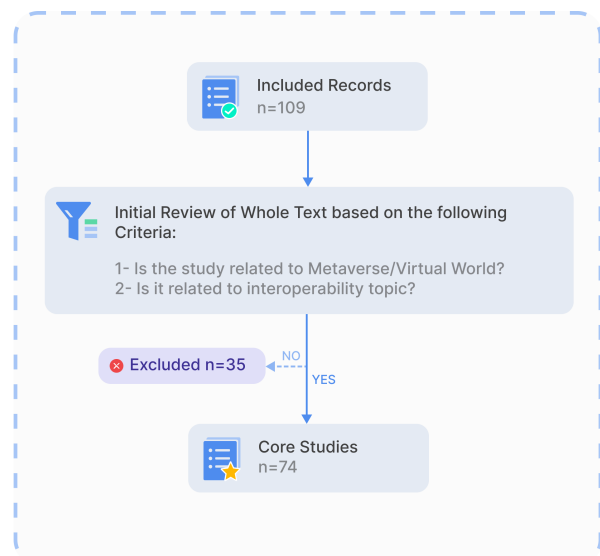 Included Records
n=109
Initial Review of Whole Text based on the following
Criteria:
1- Is the study related to Metaverse/Virtual World?
2- Is it related to interoperability topic?
NO
Excluded n=35
YES
Core Studies
n=74